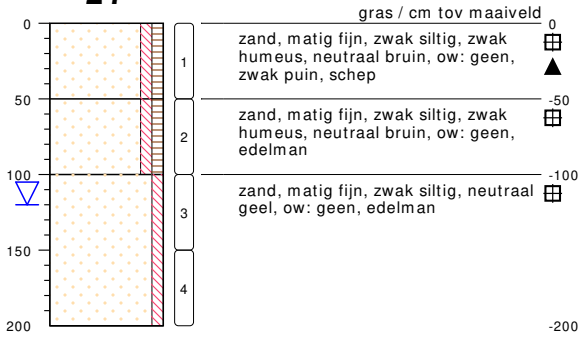 gras / cm tov maaiveld
0 0
zand, matig fijn, zwak siltig, zwak
humeus, neutraal bruin, ow: geen,
zwak puin, schep
1
50 -50
zand, matig fijn, zwak siltig, zwak
humeus, neutraal bruin, ow: geen,
edelman
2
100 -100
zand, matig fijn, zwak siltig, neutraal
geel, ow: geen, edelman
3
150
4
200 -200